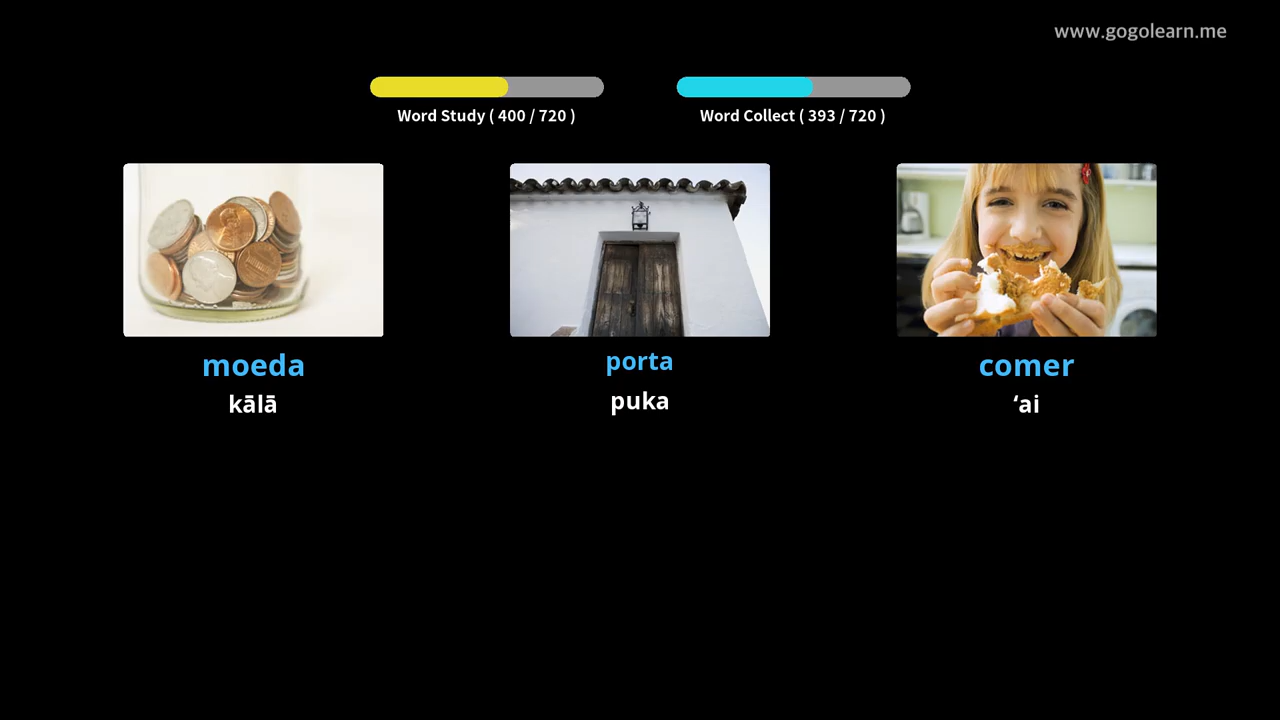 www.gogolearn.me
Word Study ( 400 / 720 )
Word Collect ( 393 / 720 )
moeda
kālā
porta
puka
comer
ʻai